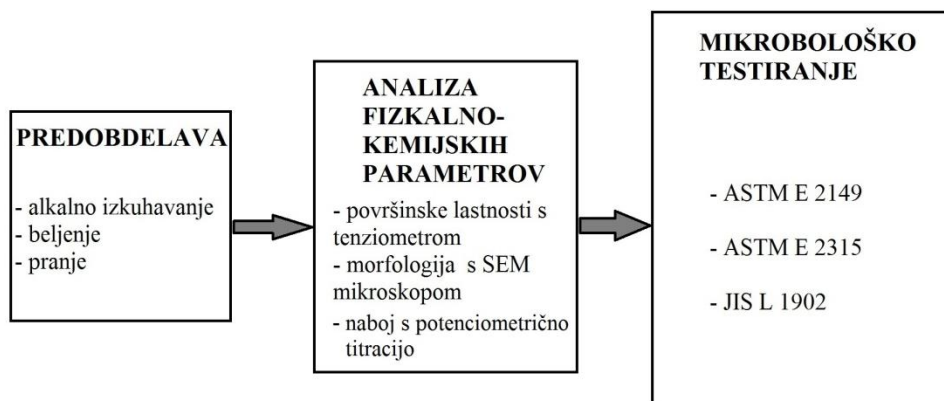 PREDOBDELAVA
- alkalno izkuhavanje
- beljenje
- pranje
ANALIZA
FIZKALNO-
KEMIJSKIH
PARAMETROV
- površinske lastnosti s
tenziometrom
- morfologija s SEM
mikroskopom
- naboj s potenciometrično
titracijo
MIKROBOLOŠKO
TESTIRANJE
- ASTM E 2149
- ASTM E 2315
- JIS L 1902